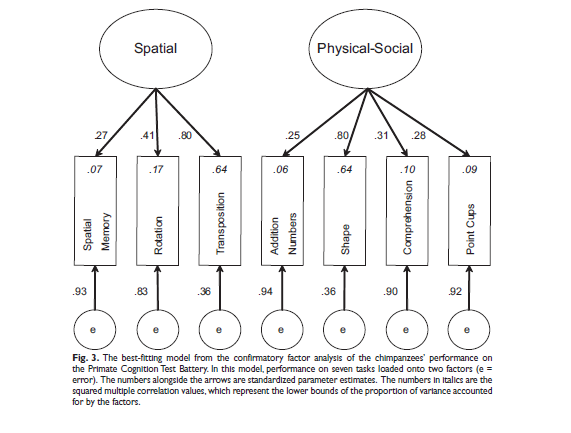 Spatial Physical-Social
.27 .41 .80 .25 .80 .31 .28
.07 .17 .64 .06 .64 .10 .09
Spatial Memory
Rotation
Transposition
Addition Numbers
Shape
Comprehension
Point Cups
.93 .83 .36 .94 .36 .90 .92
e e e e e e e
Fig. 3. The best-fitting model from the confirmatory factor analysis of the chimpanzees' performance on
the Primate Cognition Test Battery. In this model, performance on seven tasks loaded onto two factors (e =
error). The numbers alongside the arrows are standardized parameter estimates. The numbers in italics are the
squared multiple correlation values, which represent the lower bounds of the proportion of variance accounted
for by the factors.